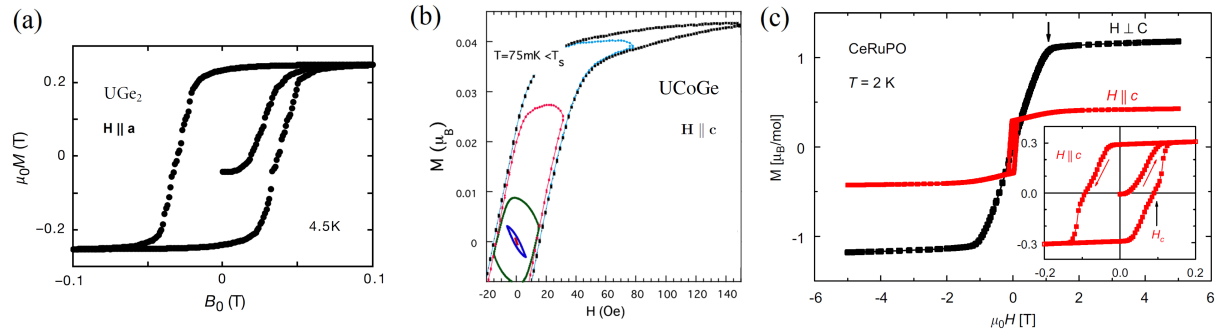 (a)
0.2
0
−0.2
μ0M (T)
UGe2
H || a
4.5K
−0.1
0
0.1
B0 (T)
(b)
0.04
0.03
0.02
0.009
0
M (μB)
T=75mK <Ts
UCoGe
H || c
-20
0
20
40
60
80
100
120
140
H (Oe)
(c)
1
0
-1
M [μB/mol]
CeRuPO
T = 2 K
H ⊥ C
H || c
H || c
0.3
0.0
-0.3
Hc
-0.2
0.0
0.2
-6
-4
-2
0
2
4
6
μ0H [T]